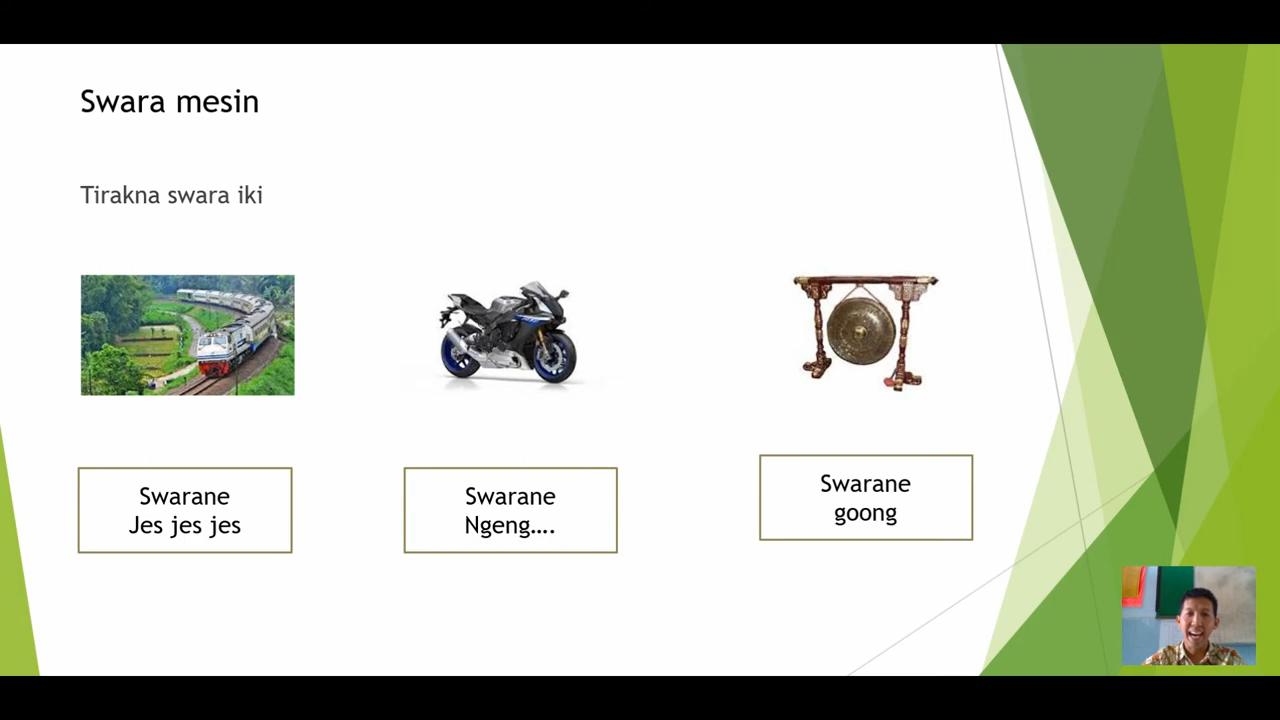 Swara mesin
Tirakna swara iki
Swarane
Jes jes jes
Swarane
Ngeng....
Swarane
goong